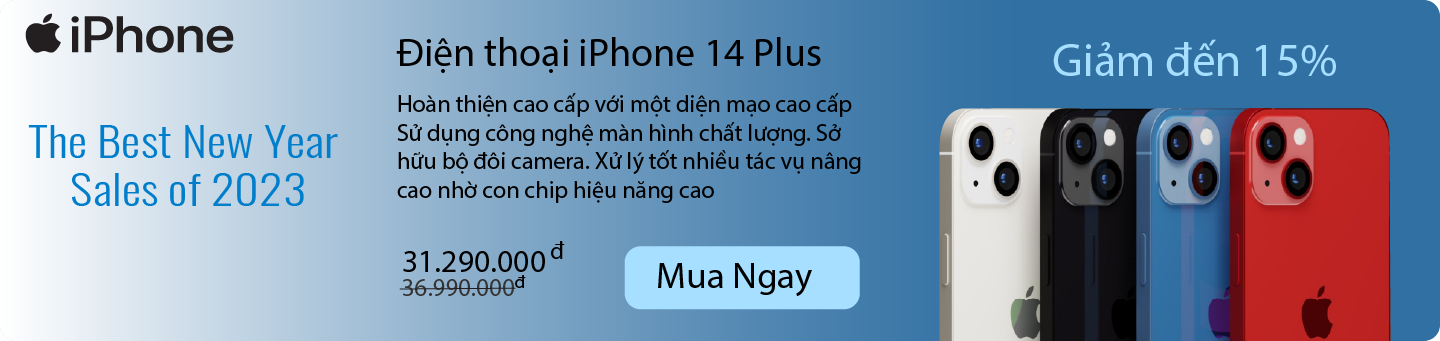 iPhone
The Best New Year
Sales of 2023
Điện thoại iPhone 14 Plus
Hoàn thiện cao cấp với một diện mạo cao cấp
Sử dụng công nghệ màn hình chất lượng. Sở
hữu bộ đôi camera. Xử lý tốt nhiều tác vụ nâng
cao nhờ con chip hiệu năng cao
31.290.000 đ
36.990.000đ
Mua Ngay
Giảm đến 15%